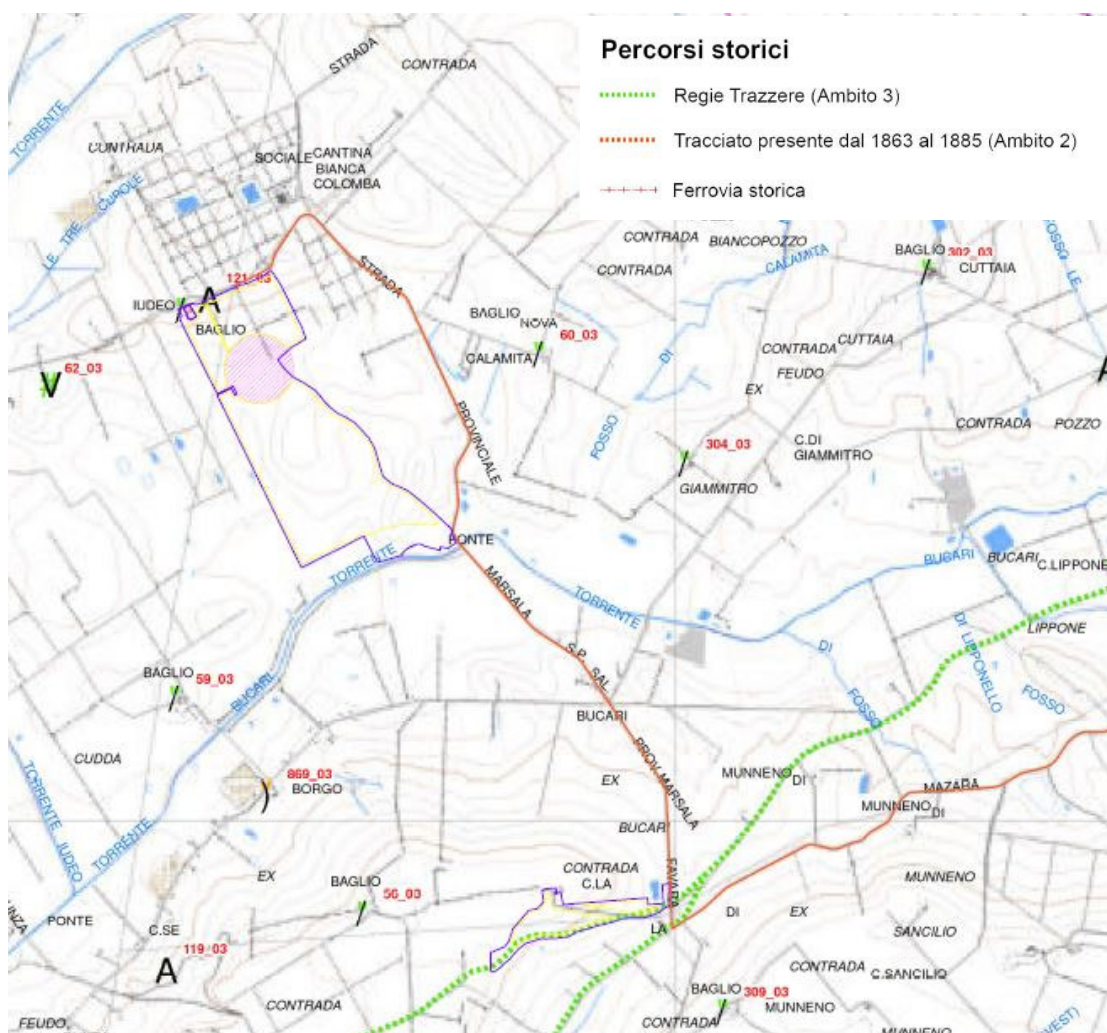 Percorsi storici
Regie Trazzere (Ambito 3)
Tracciato presente dal 1863 al 1885 (Ambito 2)
Ferrovia storica
STRADA
CONTRADA
TORRENTE
CONTRADA
SOCIALE
CANTINA
BIANCA
COLOMBA
LE TRE CUPOLE
CONTRADA BIANCOPOZZO
CONTRADA
CALAMITA
BAGLIO 302_03
CUTTAIA
FOSSO LE
STRADA
121_03
IUDEO A
BAGLIO
BAGLIO
NOVA
60_03
CALAMITA
DI
FOSSO
CUTTAIA
CONTRADA
FEUDO
EX
62_03
V
PROVINCIALE
304_03
GIAMMITRO
C.DI
GIAMMITRO
CONTRADA POZZO
PONTE
TORRENTE
BUCARI
BUCARI
C.LIPPONE
LIPPONE
MARSALA
TORRENTE
DI
DI LIPPONELLO
FOSSO
FOSSO
S.P. SAL
BAGLIO 59_03
BUCARI
BUCARI
CUDDA
PROV.MARSALA
EX
MUNNENO
DI
MUNNENO
DI
MAZARA
869_03
BORGO
BUCARI
TORRENTE IUDEO
TORRENTE
EX
BAGLIO
CONTRADA
C.LA
FAVARA
MUNNENO
PONTE
C.SE
119_03
A
LA
DI
EX
SANCILIO
CONTRADA
C.SANCILIO
BAGLIO 309_03
MUNNENO
CONTRADA
CONTRADA
FEUDO
MUNNENO